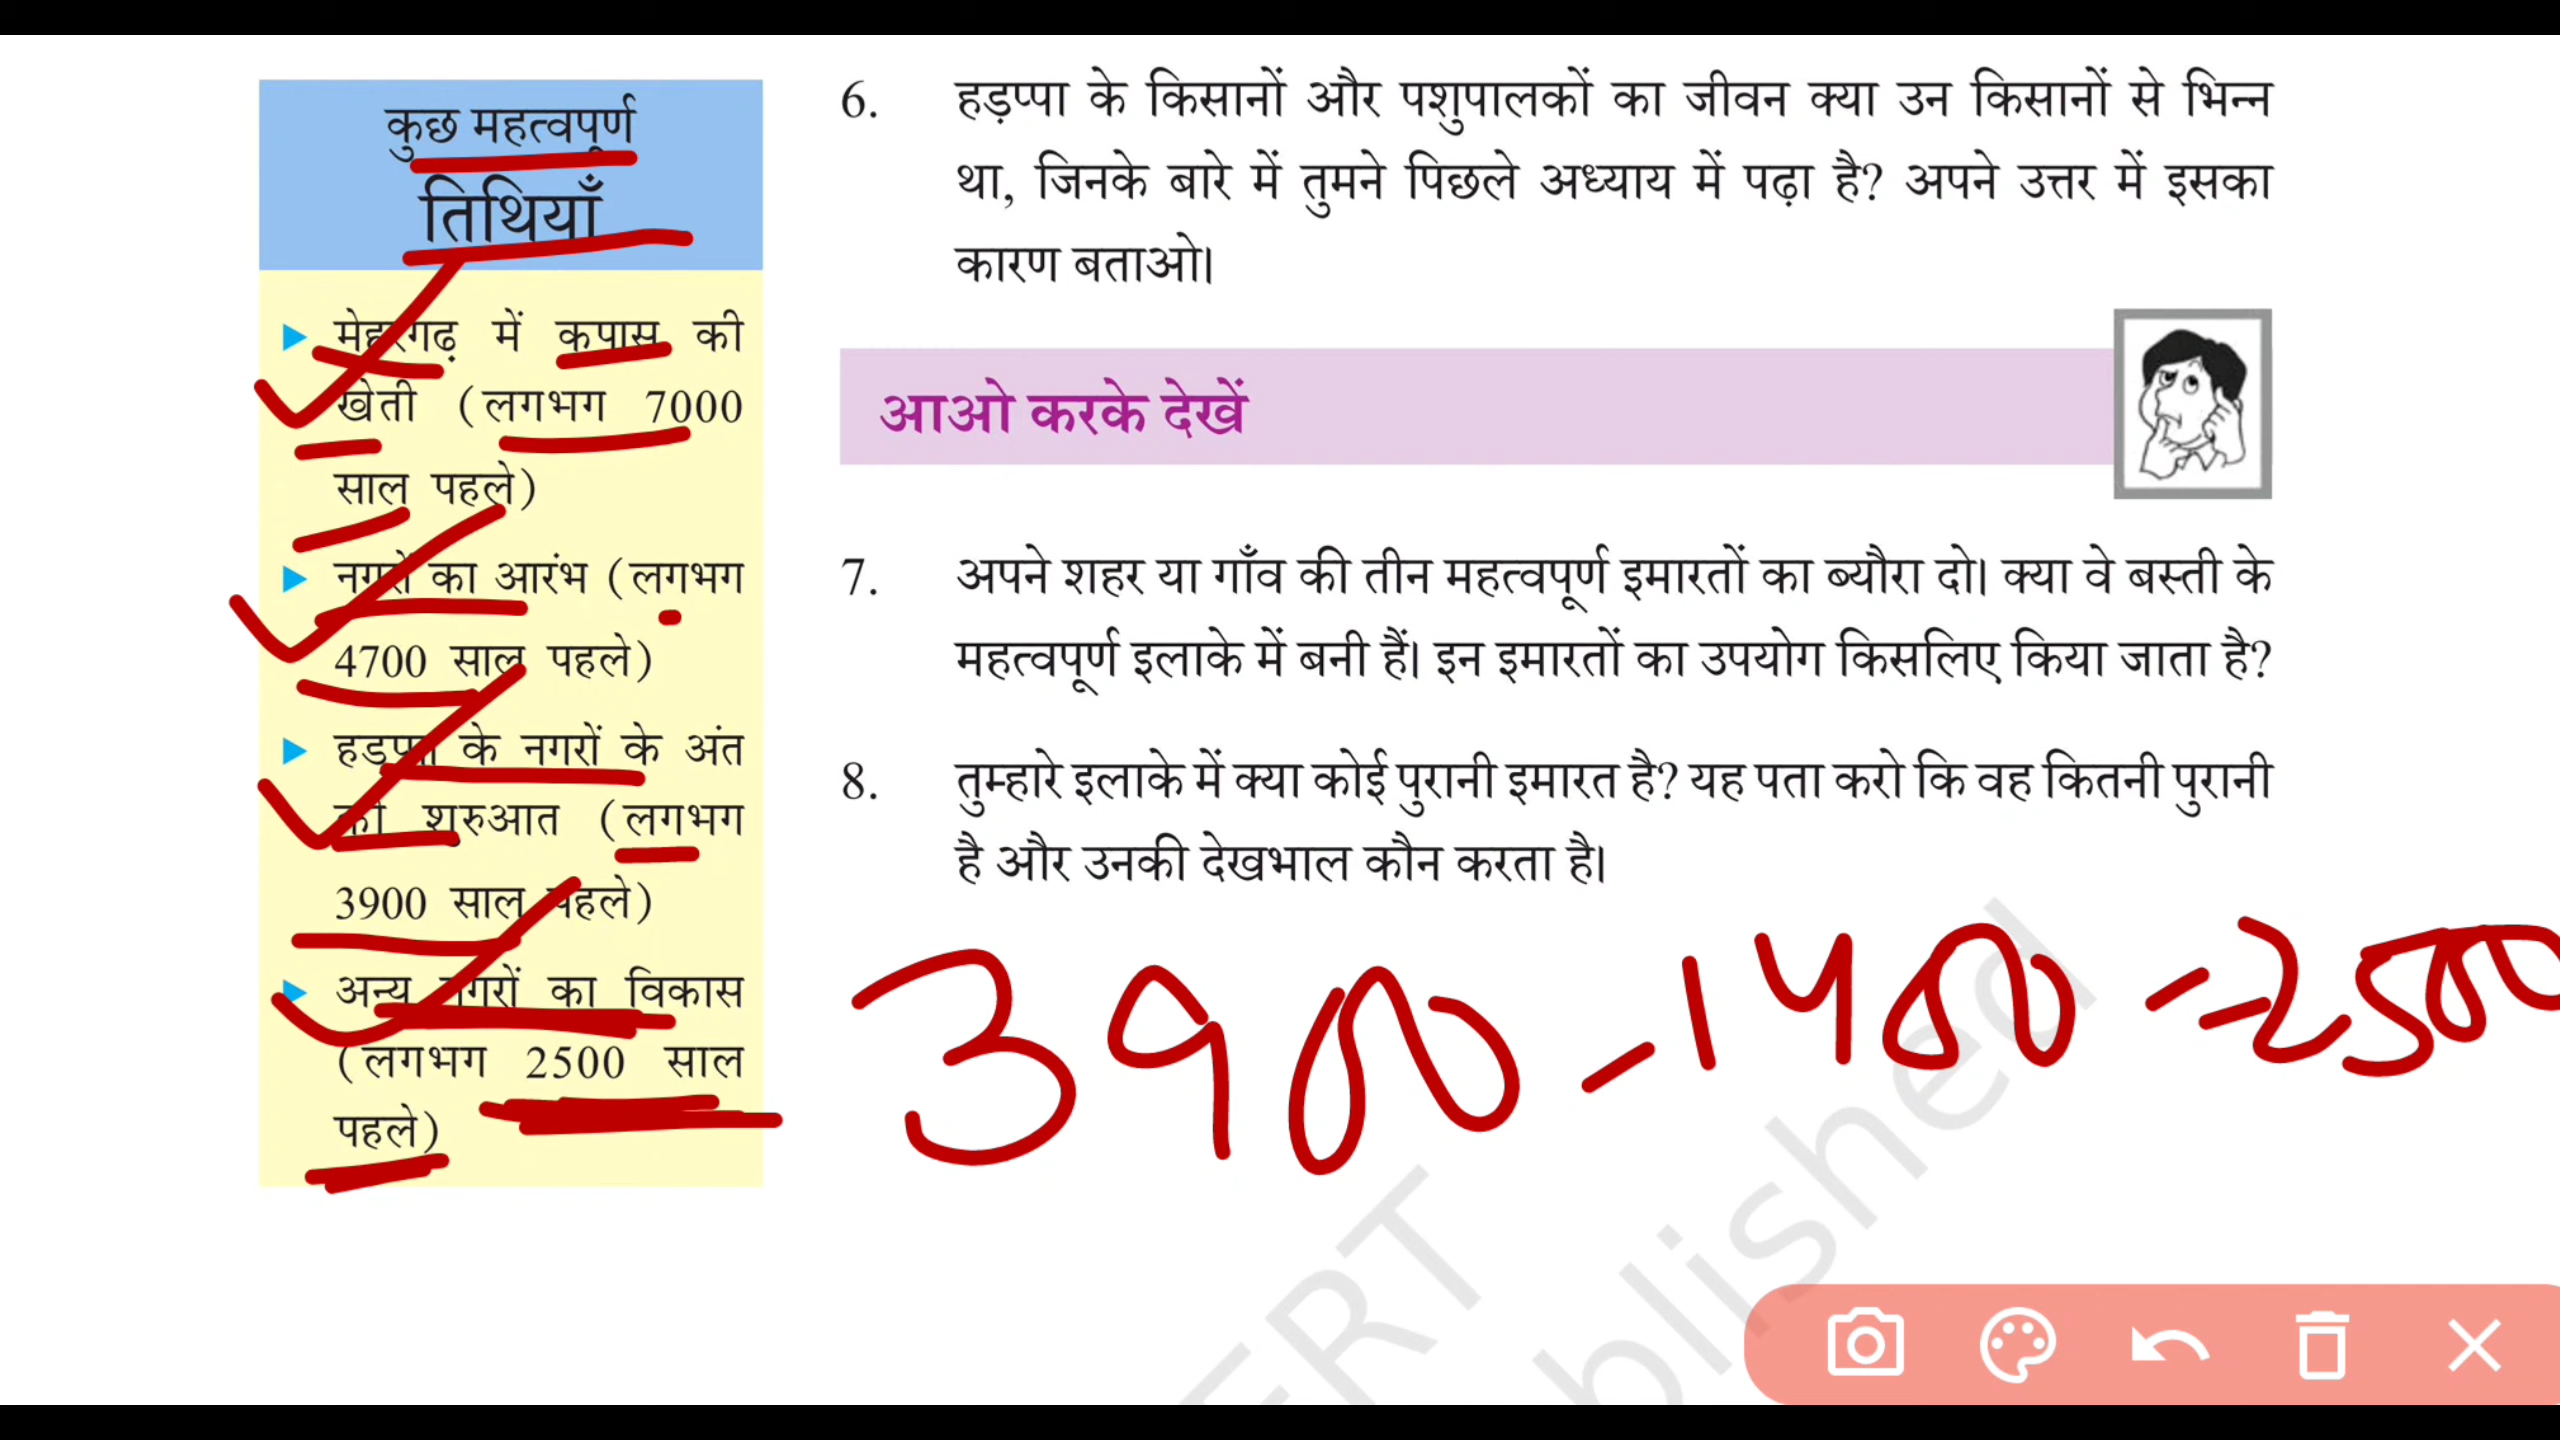 कुछ महत्वपूर्ण
तिथियाँ
मेहरगढ़ में कपास की
खेती (लगभग 7000
साल पहले)
नगरों का आरंभ (लगभग
4700 साल पहले)
हड़प्पा के नगरों के अंत
की शुरुआत (लगभग
3900 साल पहले)
अन्य नगरों का विकास
(लगभग 2500 साल
पहले)
6. हड़प्पा के किसानों और पशुपालकों का जीवन क्या उन किसानों से भिन्न
था, जिनके बारे में तुमने पिछले अध्याय में पढ़ा है? अपने उत्तर में इसका
कारण बताओ।
आओ करके देखें
7. अपने शहर या गाँव की तीन महत्वपूर्ण इमारतों का ब्यौरा दो। क्या वे बस्ती के
महत्वपूर्ण इलाके में बनी हैं। इन इमारतों का उपयोग किसलिए किया जाता है?
8. तुम्हारे इलाके में क्या कोई पुरानी इमारत है? यह पता करो कि वह कितनी पुरानी
है और उनकी देखभाल कौन करता है।
3900 - 1400 = 2500
ERT
blished